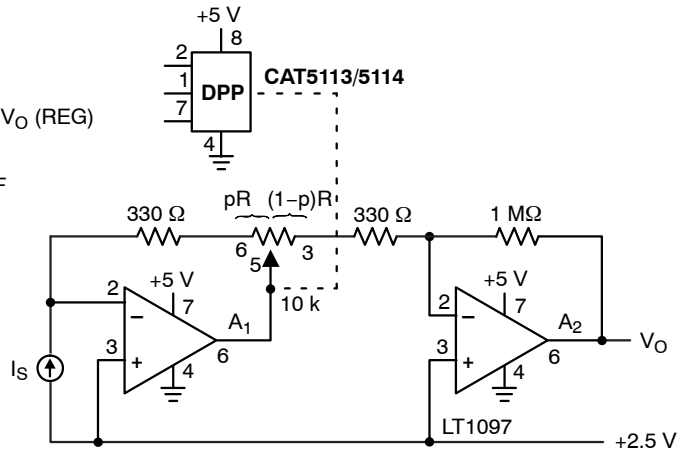 +5 V
8
2
1
7
DPP
4
CAT5113/5114
V_O (REG)
F
330 Ω
pR (1−p)R
6
5
3
10 k
330 Ω
1 MΩ
+5 V
2
7
−
3
+
A_1
6
4
I_S
+5 V
2
7
−
3
+
A_2
6
4
V_O
LT1097
+2.5 V